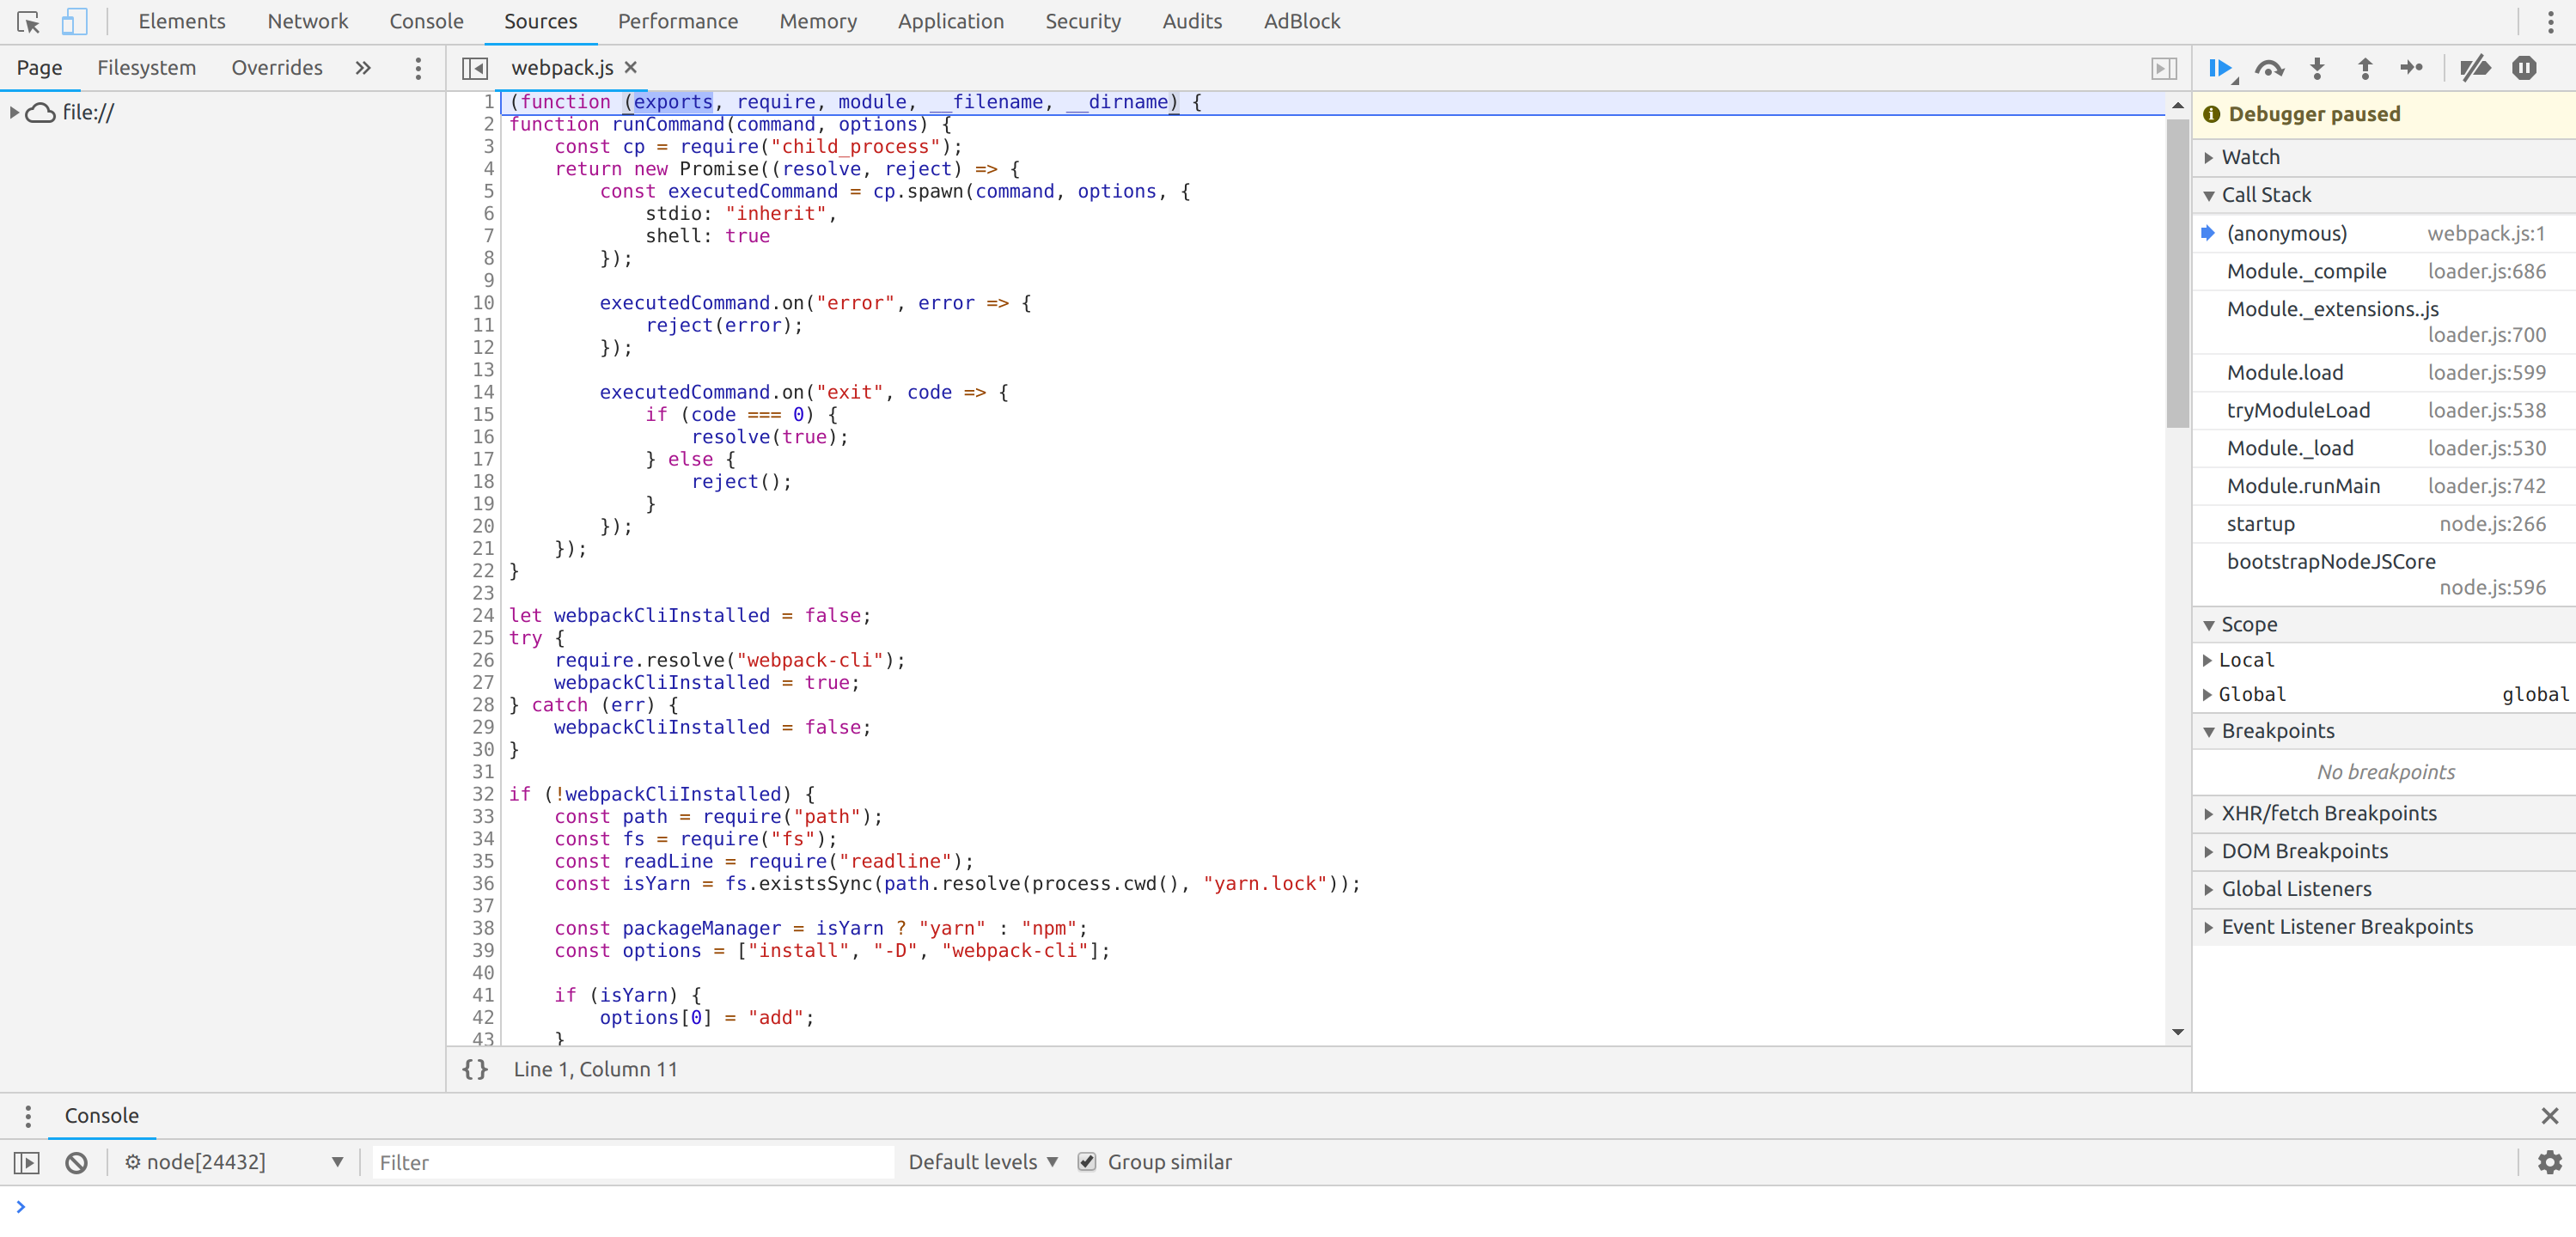 Elements Network Console Sources Performance Memory Application Security Audits AdBlock
Page Filesystem Overrides »
webpack.js ×
file://
1 (function (exports, require, module, __filename, __dirname) {
2 function runCommand(command, options) {
3     const cp = require("child_process");
4     return new Promise((resolve, reject) => {
5         const executedCommand = cp.spawn(command, options, {
6             stdio: "inherit",
7             shell: true
8         });
9
10         executedCommand.on("error", error => {
11             reject(error);
12         });
13
14         executedCommand.on("exit", code => {
15             if (code === 0) {
16                 resolve(true);
17             } else {
18                 reject();
19             }
20         });
21     });
22 }
23
24 let webpackCliInstalled = false;
25 try {
26     require.resolve("webpack-cli");
27     webpackCliInstalled = true;
28 } catch (err) {
29     webpackCliInstalled = false;
30 }
31
32 if (!webpackCliInstalled) {
33     const path = require("path");
34     const fs = require("fs");
35     const readLine = require("readline");
36     const isYarn = fs.existsSync(path.resolve(process.cwd(), "yarn.lock"));
37
38     const packageManager = isYarn ? "yarn" : "npm";
39     const options = ["install", "-D", "webpack-cli"];
40
41     if (isYarn) {
42         options[0] = "add";
43     }
{} Line 1, Column 11
Debugger paused
Watch
Call Stack
(anonymous) webpack.js:1
Module._compile loader.js:686
Module._extensions..js
loader.js:700
Module.load loader.js:599
tryModuleLoad loader.js:538
Module._load loader.js:530
Module.runMain loader.js:742
startup node.js:266
bootstrapNodeJSCore
node.js:596
Scope
Local
Global global
Breakpoints
No breakpoints
XHR/fetch Breakpoints
DOM Breakpoints
Global Listeners
Event Listener Breakpoints
Console
node[24432] Filter Default levels Group similar